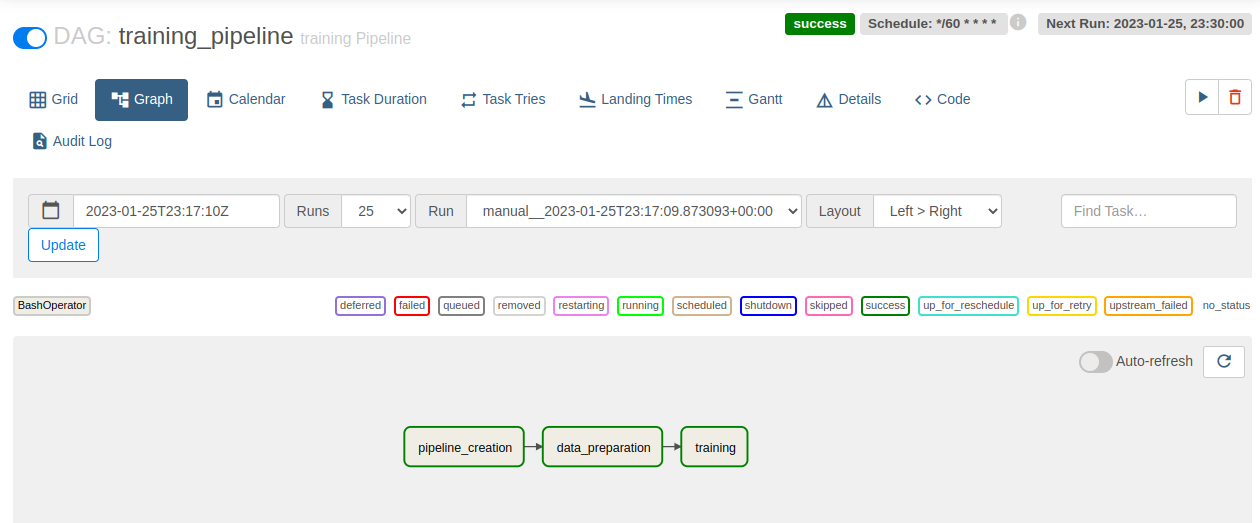 DAG: training_pipeline training Pipeline
success Schedule: */60 * * * * Next Run: 2023-01-25, 23:30:00
Grid Graph Calendar Task Duration Task Tries Landing Times Gantt Details Code
Audit Log
2023-01-25T23:17:10Z Runs 25 Run manual__2023-01-25T23:17:09.873093+00:00 Layout Left > Right Find Task…
Update
BashOperator deferred failed queued removed restarting running scheduled shutdown skipped success up_for_reschedule up_for_retry upstream_failed no_status
Auto-refresh
pipeline_creation data_preparation training